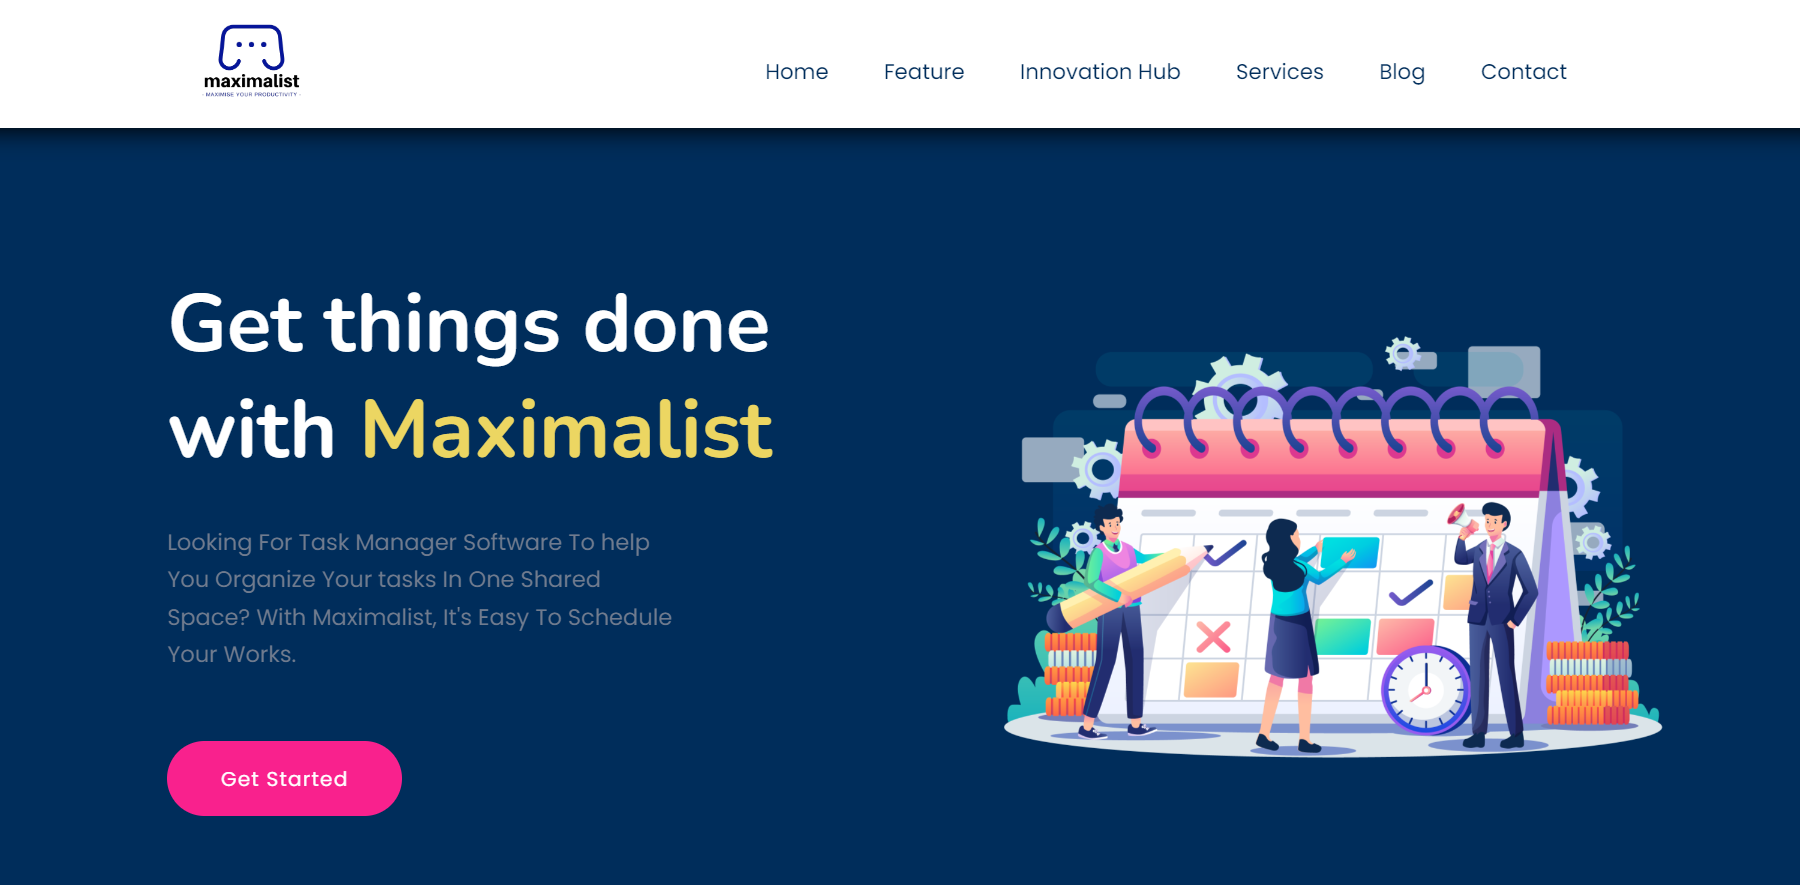 maximalist
- MAXIMISE YOUR PRODUCTIVITY -
Home Feature Innovation Hub Services Blog Contact
Get things done
with Maximalist
Looking For Task Manager Software To help
You Organize Your tasks In One Shared
Space? With Maximalist, It's Easy To Schedule
Your Works.
Get Started